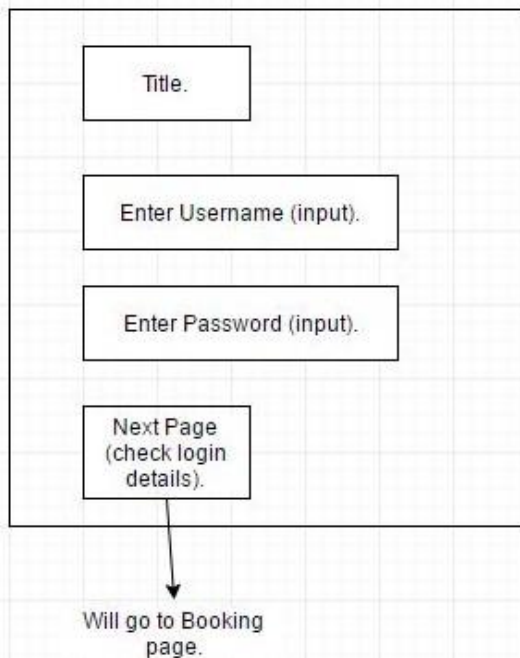 Title.
Enter Username (input).
Enter Password (input).
Next Page
(check login
details).
Will go to Booking
page.